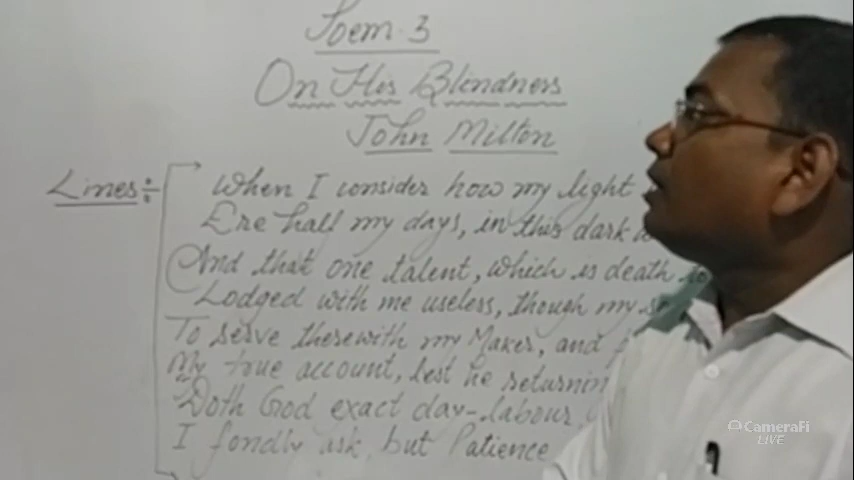 Poem. 3
On His Blindness
John Milton
Lines:-
When I consider how my light
Ere half my days, in this dark
And that one talent, which is death
Lodged with me useless, though my
To serve therewith my Maker, and
My true account, lest he returnin
Doth God exact day-labour,
I fondly ask, but Patience
CameraFi
LIVE